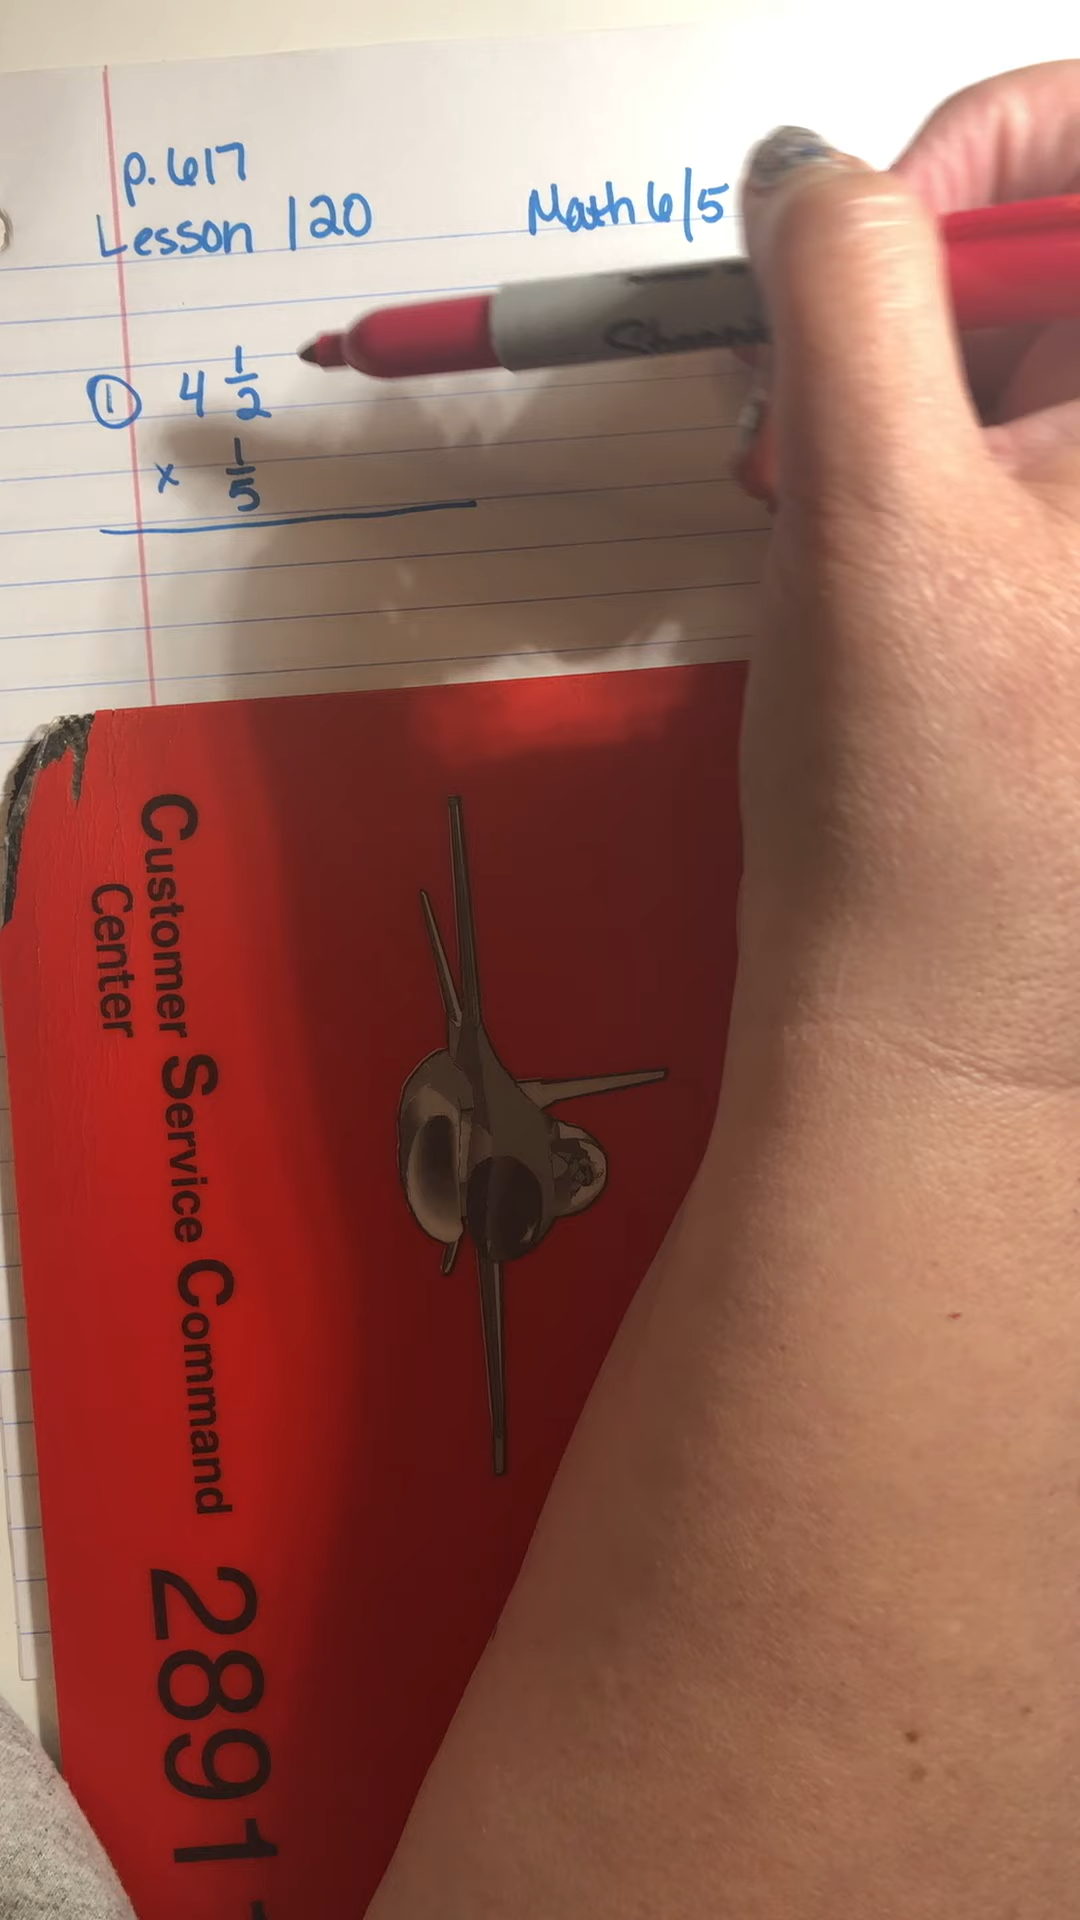 p. 617
Lesson 120 Math 6/5
① 4 1/2
x 1/5
Customer Service Command
Center
2891